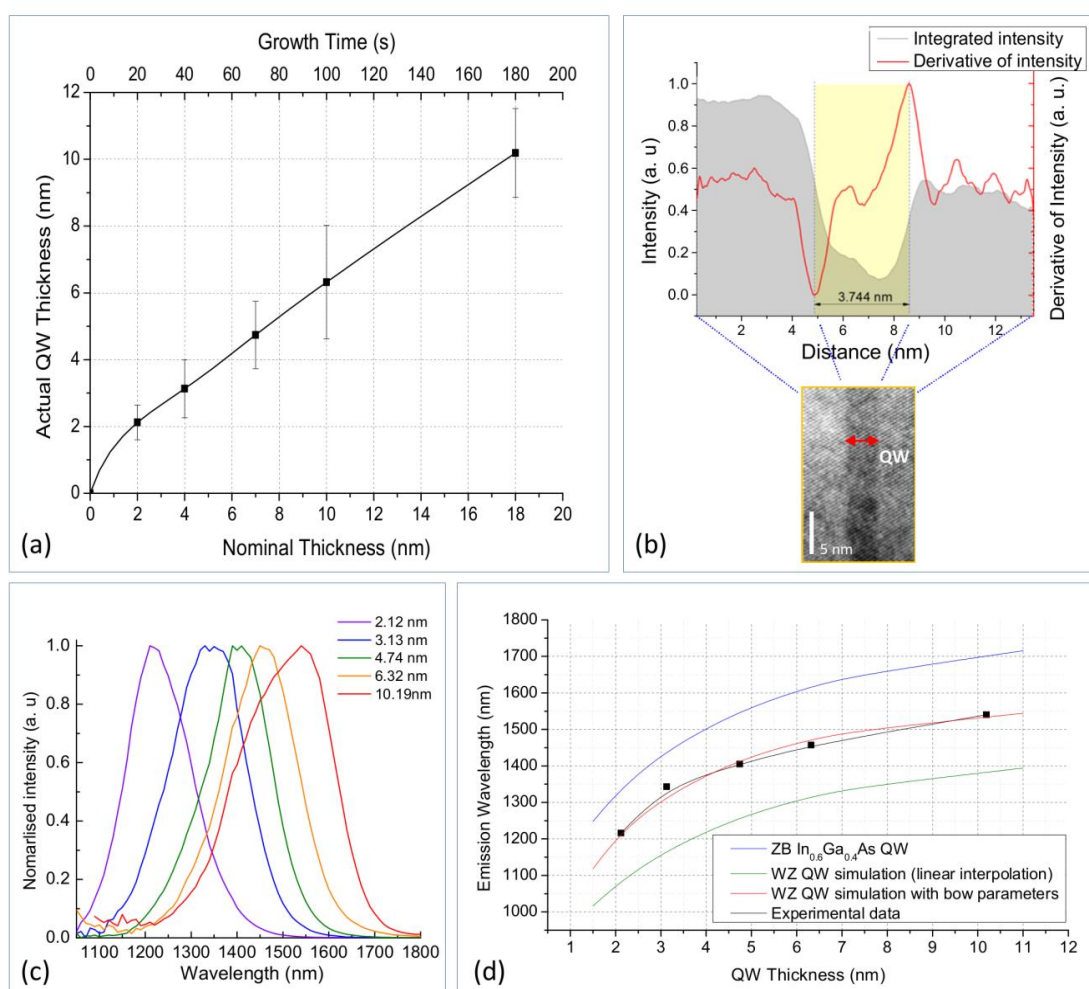 Growth Time (s)
0 20 40 60 80 100 120 140 160 180 200
12
10
8
6
4
2
0
Actual QW Thickness (nm)
0 2 4 6 8 10 12 14 16 18 20
Nominal Thickness (nm)
(a)
Integrated intensity
Derivative of intensity
1.0
0.8
0.6
0.4
0.2
0.0
Intensity (a. u)
Derivative of Intensity (a. u.)
3.744 nm
2 4 6 8 10 12
Distance (nm)
QW
5 nm
(b)
2.12 nm
3.13 nm
4.74 nm
6.32 nm
10.19nm
1.0
0.8
0.6
0.4
0.2
0.0
Nomarlised intensity (a. u)
1100 1200 1300 1400 1500 1600 1700 1800
Wavelength (nm)
(c)
1800
1700
1600
1500
1400
1300
1200
1100
1000
Emission Wavelength (nm)
ZB In0.6Ga0.4As QW
WZ QW simulation (linear interpolation)
WZ QW simulation with bow parameters
Experimental data
1 2 3 4 5 6 7 8 9 10 11 12
QW Thickness (nm)
(d)